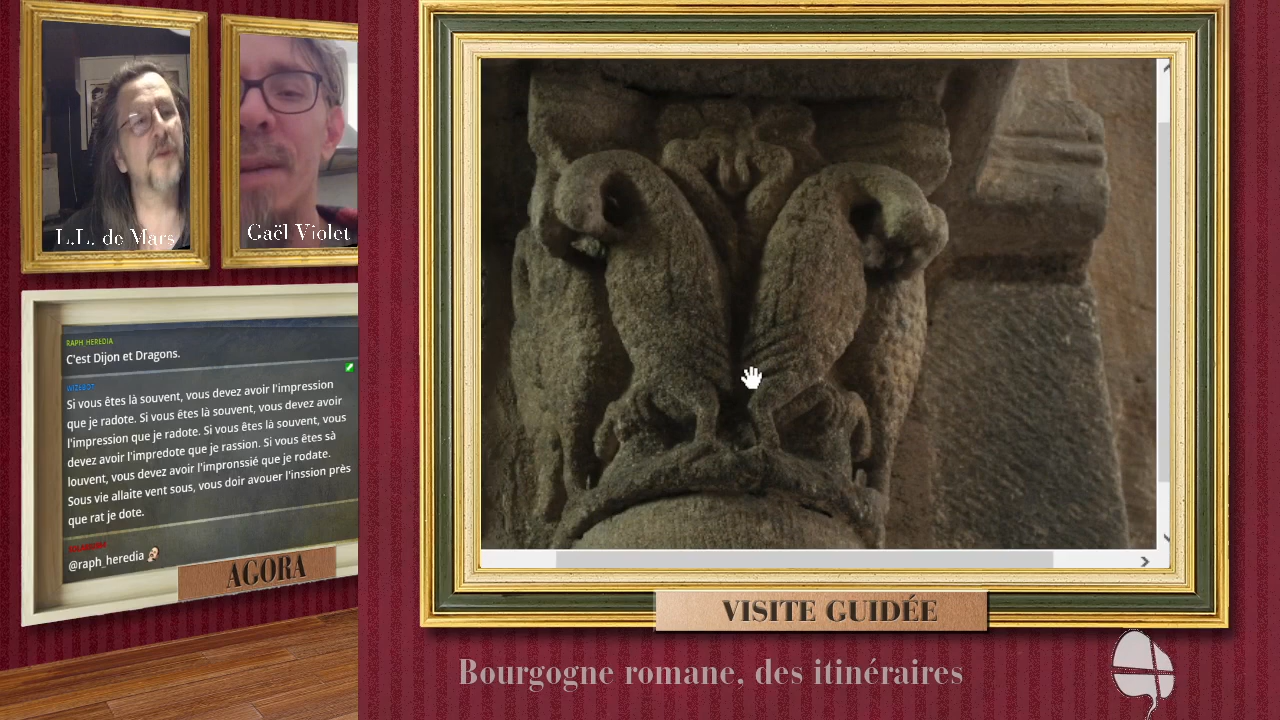 L.L. de Mars
Gaël Violet
RAPH_HEREDIA
C'est Dijon et Dragons.
WIZEBOT
Si vous êtes là souvent, vous devez avoir l'impression
que je radote. Si vous êtes là souvent, vous devez avoir
l'impression que je radote. Si vous êtes là souvent, vous
devez avoir l'impredote que je rassion. Si vous êtes sà
louvent, vous devez avoir l'impronssié que je rodate.
Sous vie allaite vent sous, vous doir avouer l'inssion près
que rat je dote.
@raph_heredia
AGORA
VISITE GUIDÉE
Bourgogne romane, des itinéraires